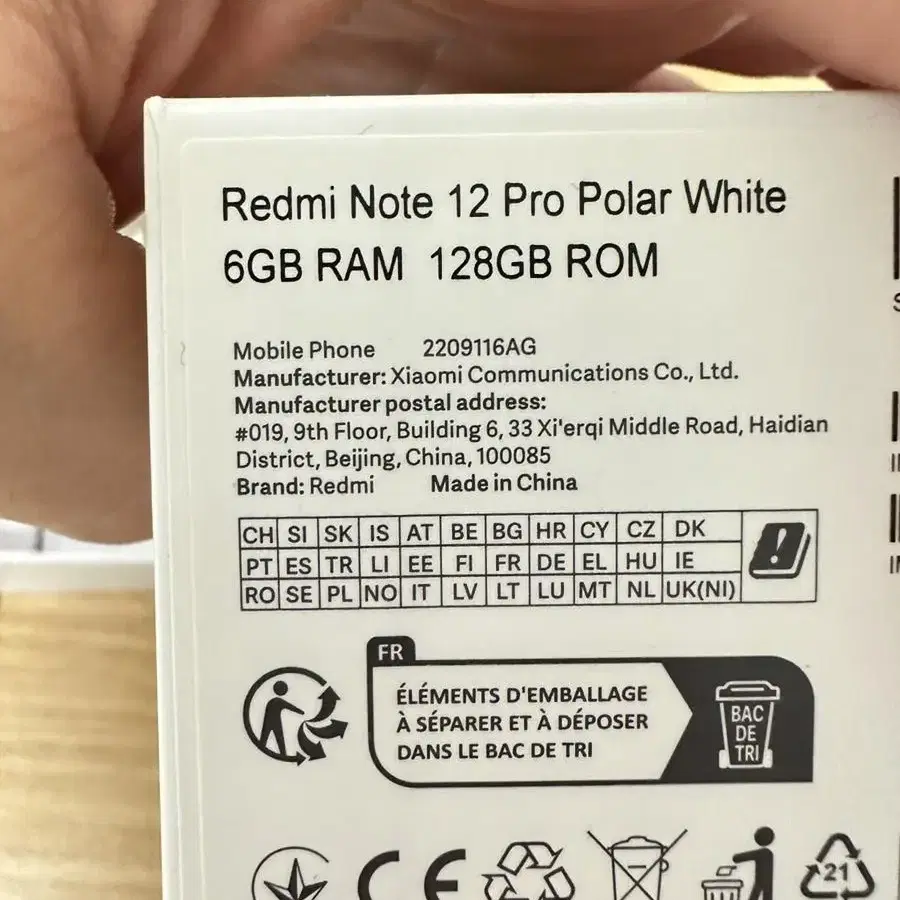 Redmi Note 12 Pro Polar White
6GB RAM 128GB ROM
Mobile Phone 2209116AG
Manufacturer: Xiaomi Communications Co., Ltd.
Manufacturer postal address:
#019, 9th Floor, Building 6, 33 Xi'erqi Middle Road, Haidian
District, Beijing, China, 100085
Brand: Redmi Made in China
CH SI SK IS AT BE BG HR CY CZ DK
PT ES TR LI EE FI FR DE EL HU IE
RO SE PL NO IT LV LT LU MT NL UK(NI)
FR
ÉLÉMENTS D'EMBALLAGE
À SÉPARER ET À DÉPOSER
DANS LE BAC DE TRI
BAC
DE
TRI
CE
21